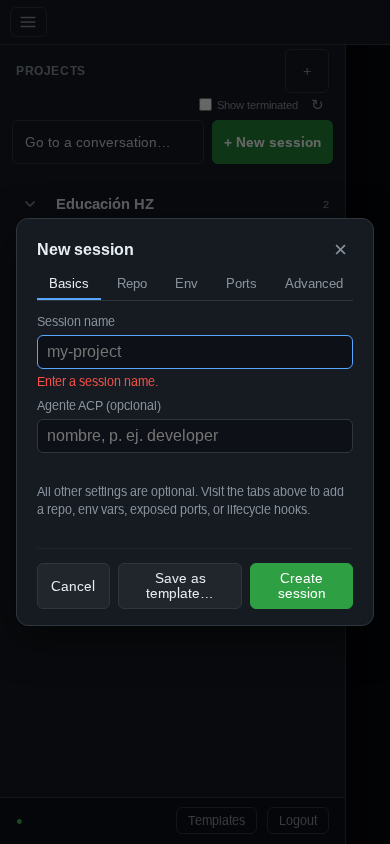 PROJECTS
+
Show terminated ↻
Go to a conversation…
+ New session
Educación HZ 2
New session ✕
Basics Repo Env Ports Advanced
Session name
my-project
Enter a session name.
Agente ACP (opcional)
nombre, p. ej. developer
All other settings are optional. Visit the tabs above to add
a repo, env vars, exposed ports, or lifecycle hooks.
Cancel
Save as
template…
Create
session
Templates Logout